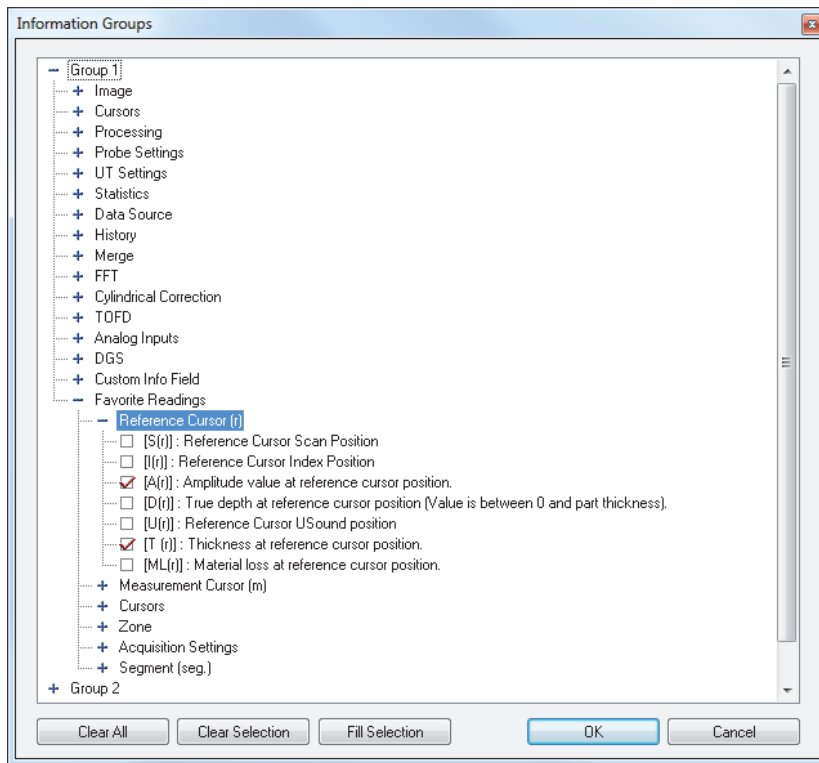 Information Groups
Group 1
Image
Cursors
Processing
Probe Settings
UT Settings
Statistics
Data Source
History
Merge
FFT
Cylindrical Correction
TOFD
Analog Inputs
DGS
Custom Info Field
Favorite Readings
Reference Cursor (r)
[S(r)] : Reference Cursor Scan Position
[I(r)] : Reference Cursor Index Position
[A(r)] : Amplitude value at reference cursor position.
[D(r)] : True depth at reference cursor position (Value is between 0 and part thickness).
[U(r)] : Reference Cursor USound position
[T (r)] : Thickness at reference cursor position.
[ML(r)] : Material loss at reference cursor position.
Measurement Cursor (m)
Cursors
Zone
Acquisition Settings
Segment (seg.)
Group 2
Clear All Clear Selection Fill Selection OK Cancel